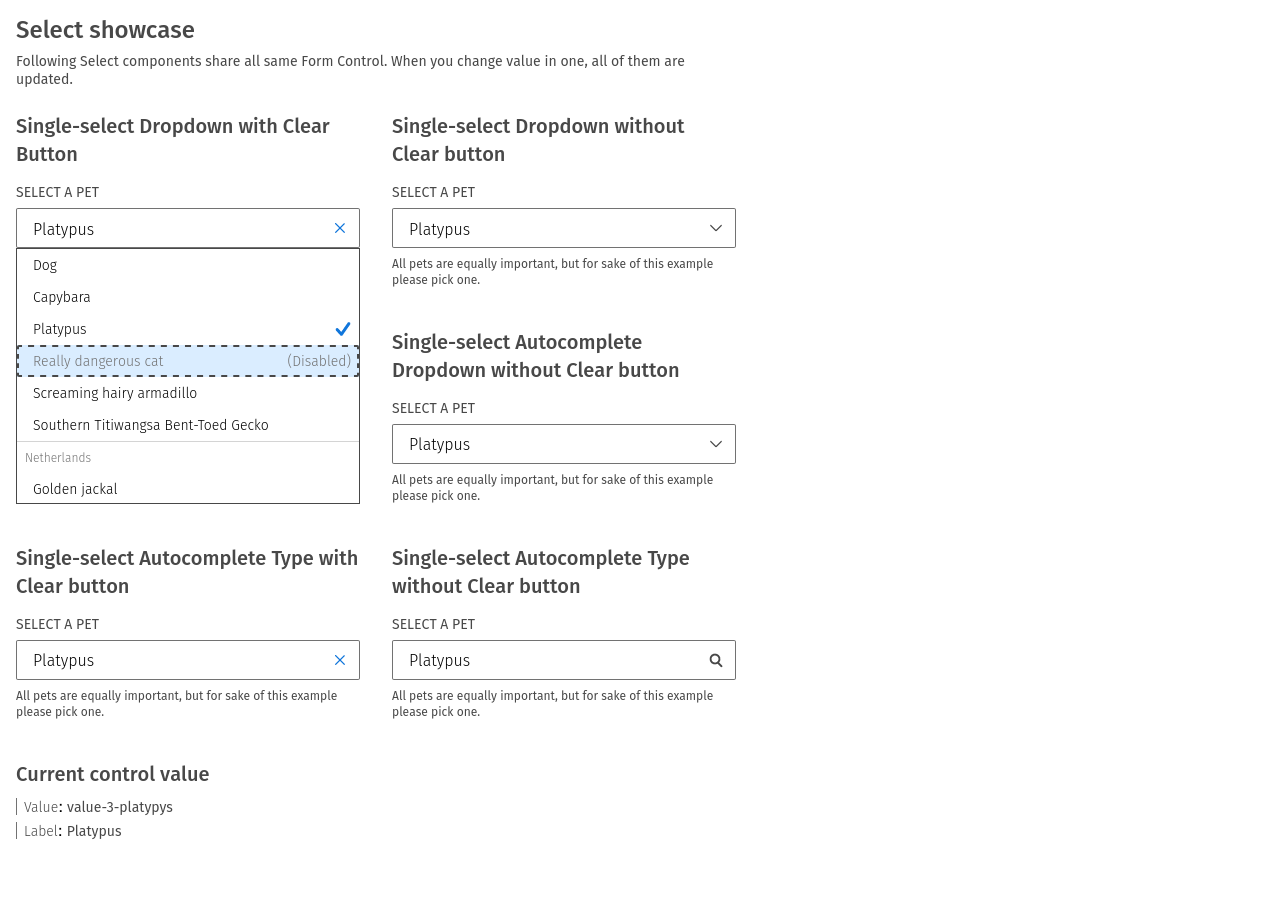 Select showcase
Following Select components share all same Form Control. When you change value in one, all of them are
updated.
Single-select Dropdown with Clear
Button
SELECT A PET
Platypus
Dog
Capybara
Platypus
Really dangerous cat (Disabled)
Screaming hairy armadillo
Southern Titiwangsa Bent-Toed Gecko
Netherlands
Golden jackal
Single-select Dropdown without
Clear button
SELECT A PET
Platypus
All pets are equally important, but for sake of this example
please pick one.
Single-select Autocomplete
Dropdown without Clear button
SELECT A PET
Platypus
All pets are equally important, but for sake of this example
please pick one.
Single-select Autocomplete Type with
Clear button
SELECT A PET
Platypus
All pets are equally important, but for sake of this example
please pick one.
Single-select Autocomplete Type
without Clear button
SELECT A PET
Platypus
All pets are equally important, but for sake of this example
please pick one.
Current control value
Value: value-3-platypys
Label: Platypus